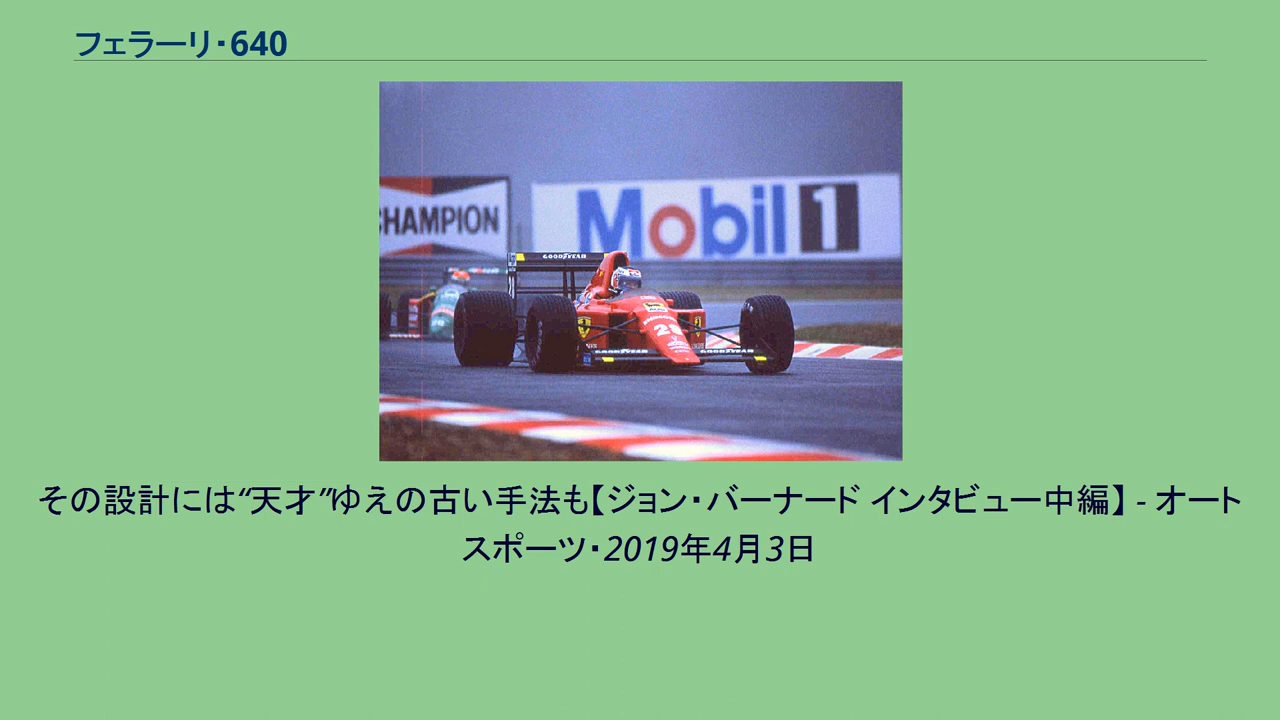 フェラーリ・640
CHAMPION
Mobil 1
GOODYEAR
28
GOODYEAR
GOODYEAR
その設計には“天才”ゆえの古い手法も【ジョン・バーナード インタビュー中編】 - オート
スポーツ・2019年4月3日